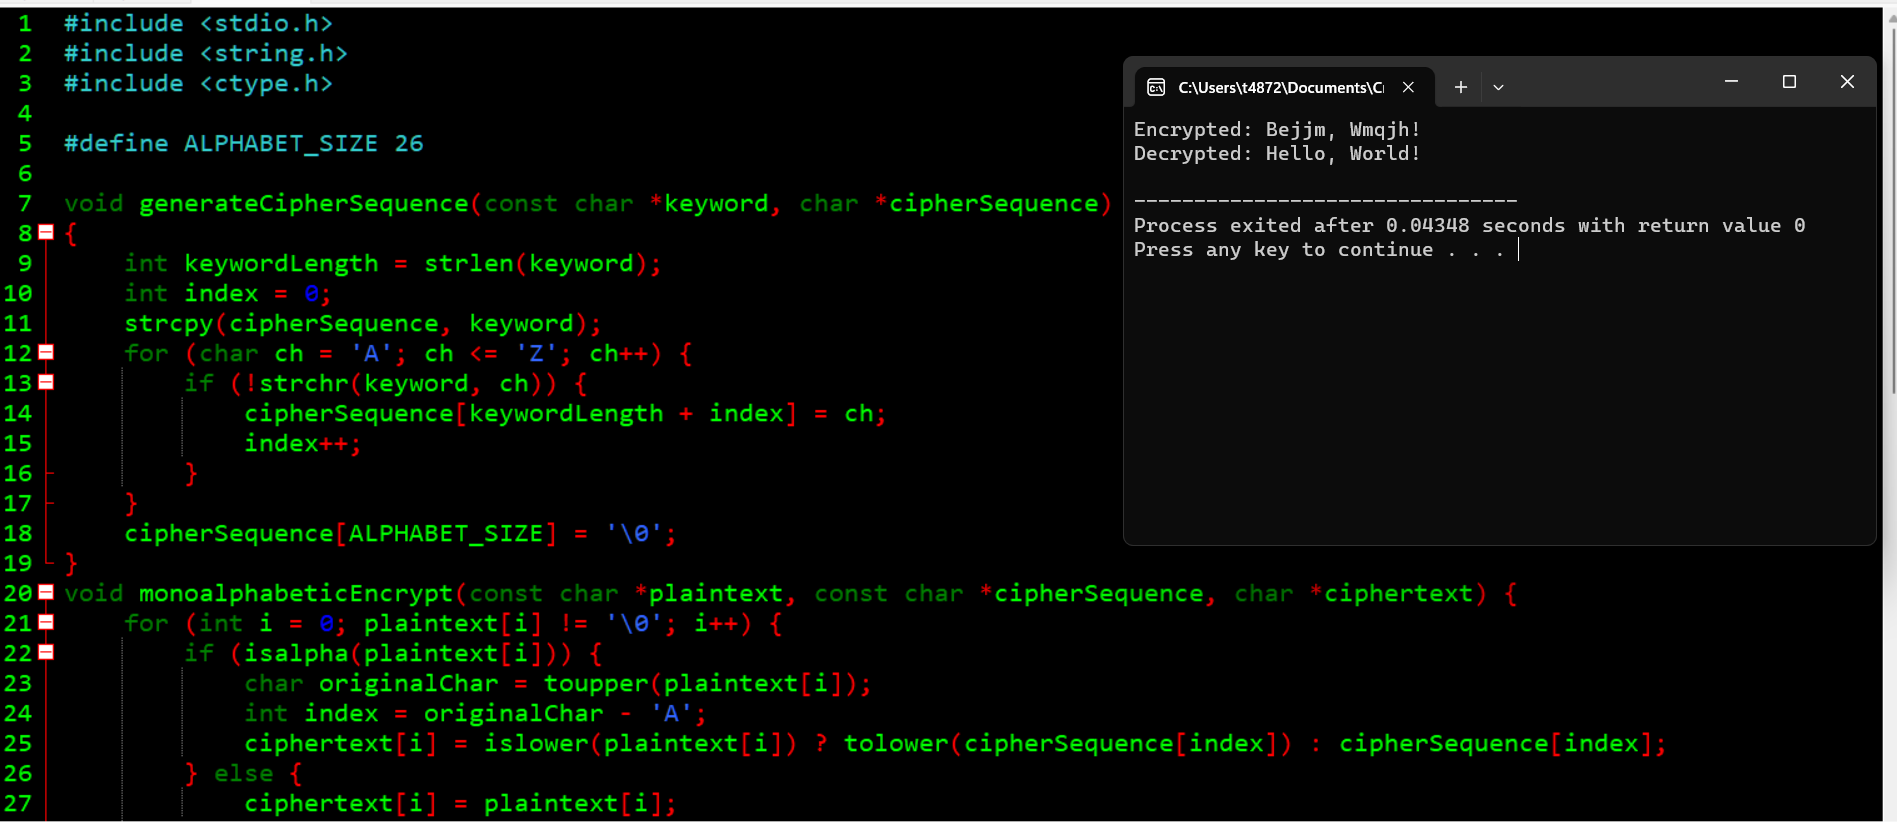 1 #include <stdio.h>
2 #include <string.h>
3 #include <ctype.h>
4
5 #define ALPHABET_SIZE 26
6
7 void generateCipherSequence(const char *keyword, char *cipherSequence)
8 {
9 int keywordLength = strlen(keyword);
10 int index = 0;
11 strcpy(cipherSequence, keyword);
12 for (char ch = 'A'; ch <= 'Z'; ch++) {
13 if (!strchr(keyword, ch)) {
14 cipherSequence[keywordLength + index] = ch;
15 index++;
16 }
17 }
18 cipherSequence[ALPHABET_SIZE] = '\0';
19 }
20 void monoalphabeticEncrypt(const char *plaintext, const char *cipherSequence, char *ciphertext) {
21 for (int i = 0; plaintext[i] != '\0'; i++) {
22 if (isalpha(plaintext[i])) {
23 char originalChar = toupper(plaintext[i]);
24 int index = originalChar - 'A';
25 ciphertext[i] = islower(plaintext[i]) ? tolower(cipherSequence[index]) : cipherSequence[index];
26 } else {
27 ciphertext[i] = plaintext[i];
C:\Users\t4872\Documents\C
Encrypted: Bejjm, Wmqjh!
Decrypted: Hello, World!
--------------------------------
Process exited after 0.04348 seconds with return value 0
Press any key to continue . . .